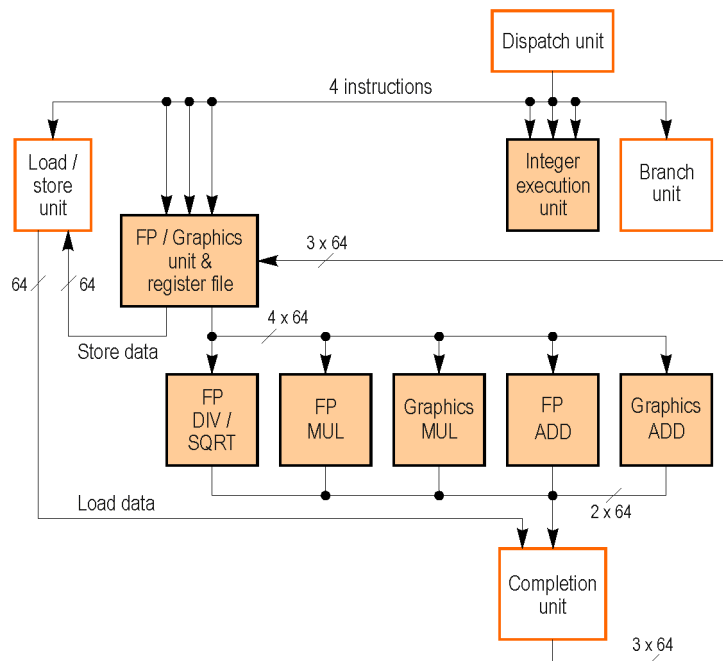 Dispatch unit
4 instructions
Load /
store
unit
Integer
execution
unit
Branch
unit
FP / Graphics
unit &
register file
3 x 64
64
64
4 x 64
Store data
FP
DIV /
SQRT
FP
MUL
Graphics
MUL
FP
ADD
Graphics
ADD
Load data
2 x 64
Completion
unit
3 x 64